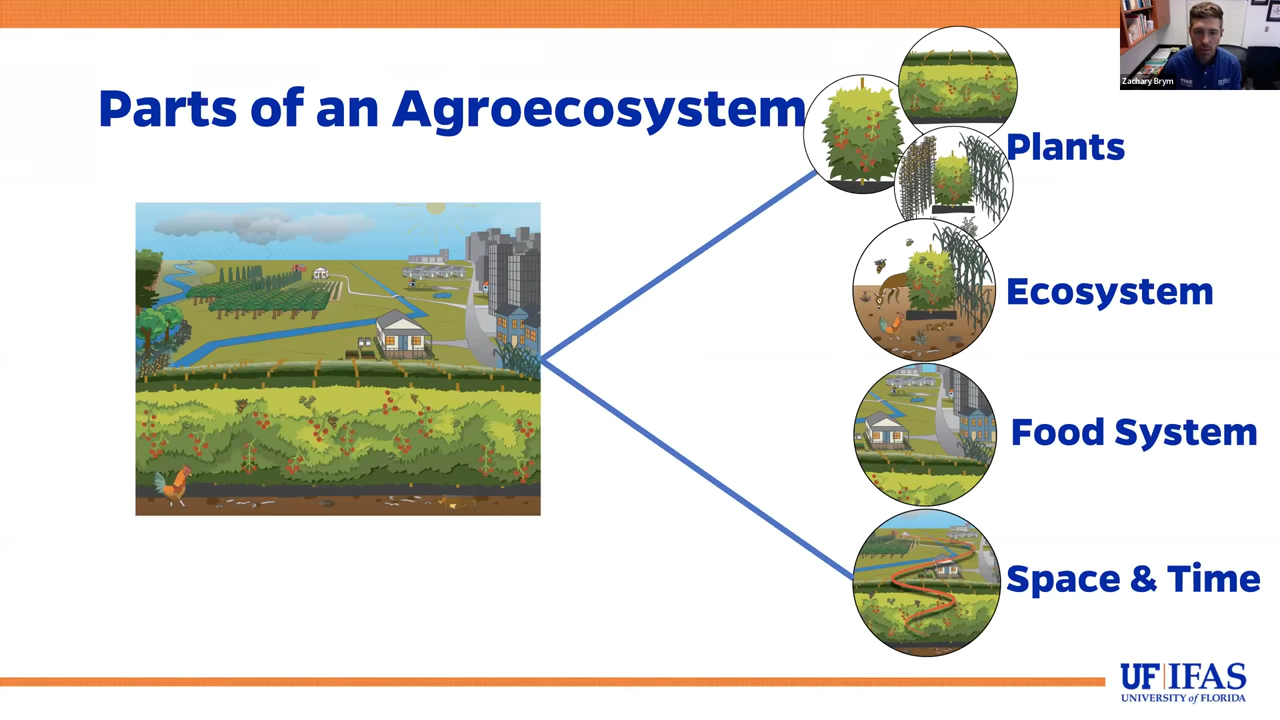 Parts of an Agroecosystem
Zachary Brym
Plants
Ecosystem
Food System
Space & Time
UF|IFAS
UNIVERSITY of FLORIDA